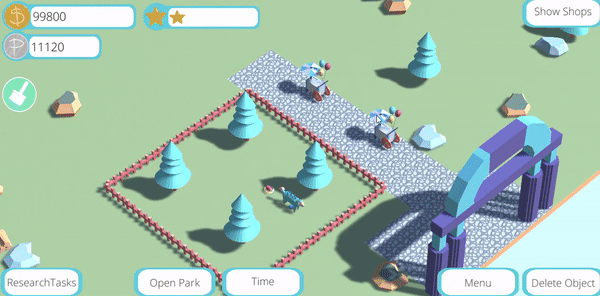 99800
Show Shops
11120
ResearchTasks
Open Park
Time
Menu
Delete Object